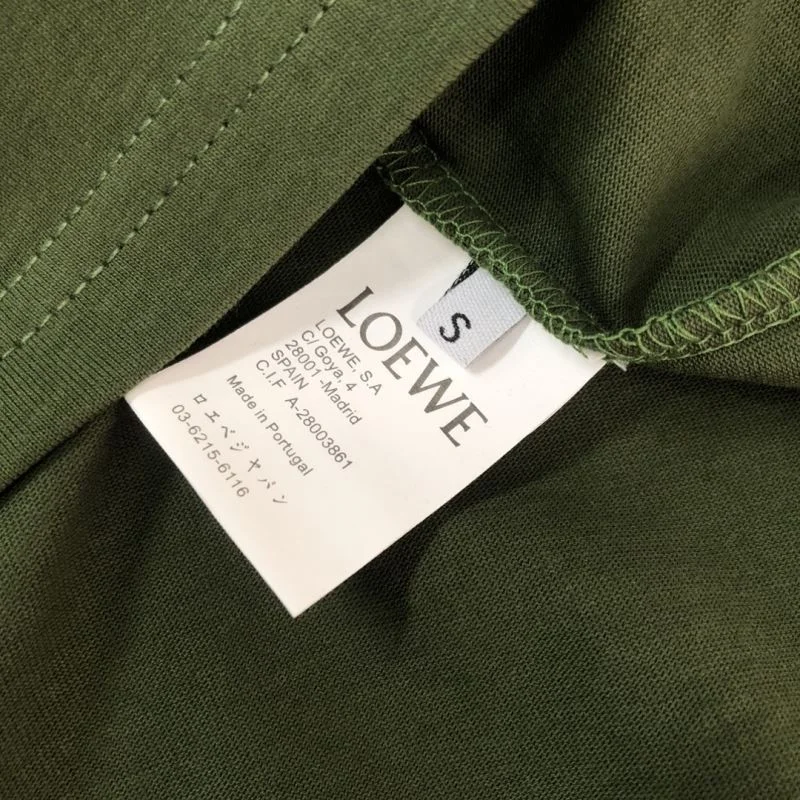 LOEWE
S
LOEWE, S.A
C/ Goya, 4
28001 -Madrid
SPAIN
C.I.F A-28003861
Made in Portugal
ロエベジャパン
03-6215-6116